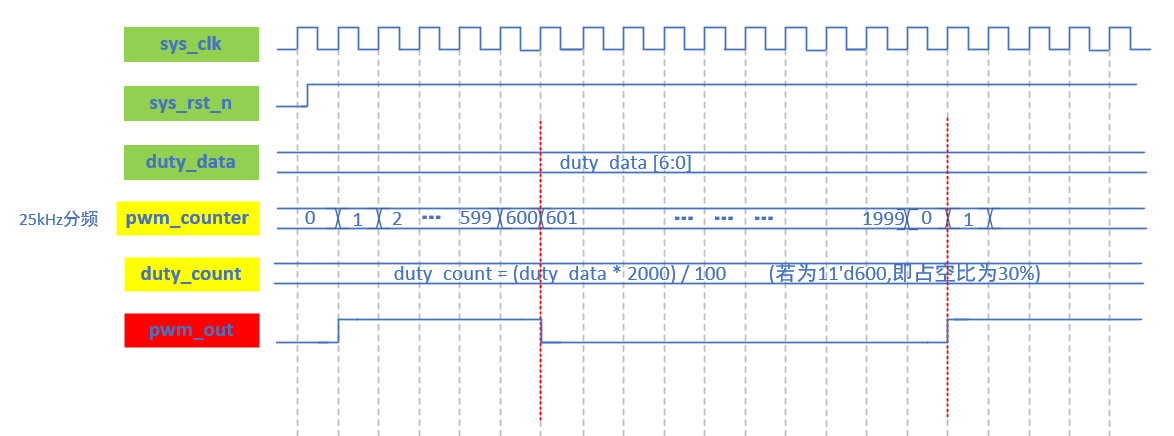 sys_clk
sys_rst_n
duty_data
duty data [6:0]
25kHz分频
pwm_counter
0 1 2 ··· 599 600 601 ··· ··· ··· 1999 0 1
duty_count
duty count = (duty data * 2000) / 100 (若为11'd600,即占空比为30%)
pwm_out